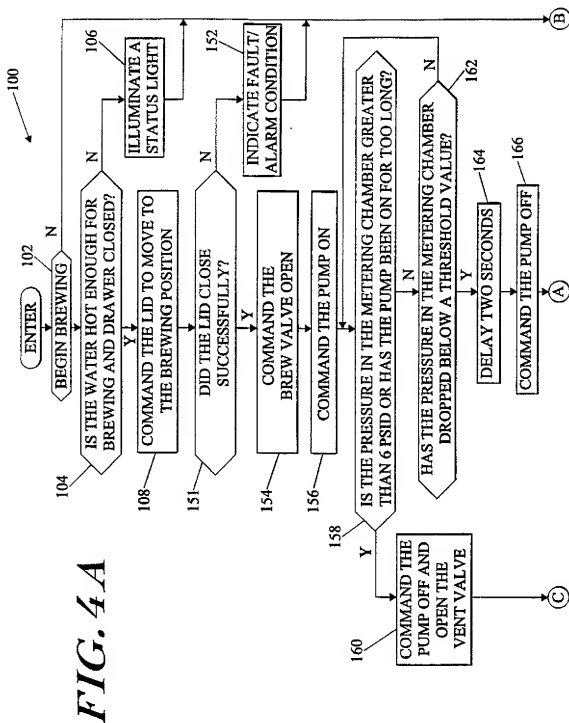 FIG. 4A
100
ENTER
102
BEGIN BREWING
N
104
IS THE WATER HOT ENOUGH FOR
BREWING AND DRAWER CLOSED?
N
106
ILLUMINATE A
STATUS LIGHT
Y
108
COMMAND THE LID TO MOVE TO
THE BREWING POSITION
151
DID THE LID CLOSE
SUCCESSFULLY?
N
152
INDICATE FAULT/
ALARM CONDITION
Y
154
COMMAND THE
BREW VALVE OPEN
156
COMMAND THE PUMP ON
158
IS THE PRESSURE IN THE METERING CHAMBER GREATER
THAN 6 PSID OR HAS THE PUMP BEEN ON FOR TOO LONG?
Y
160
COMMAND THE
PUMP OFF AND
OPEN THE
VENT VALVE
N
162
HAS THE PRESSURE IN THE METERING CHAMBER
DROPPED BELOW A THRESHOLD VALUE?
N
Y
164
DELAY TWO SECONDS
166
COMMAND THE PUMP OFF
C
A
B